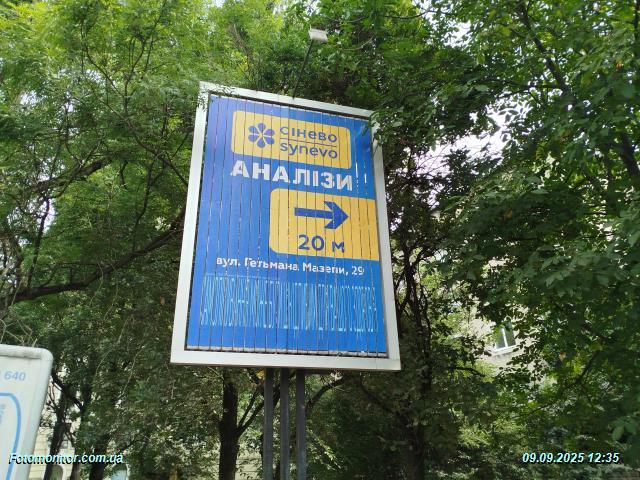 сінево
synevo
АНАЛІЗИ
20 м
вул. Гетьмана Мазепи, 29
640
Fotomonitor.com.ua
09.09.2025 12:35